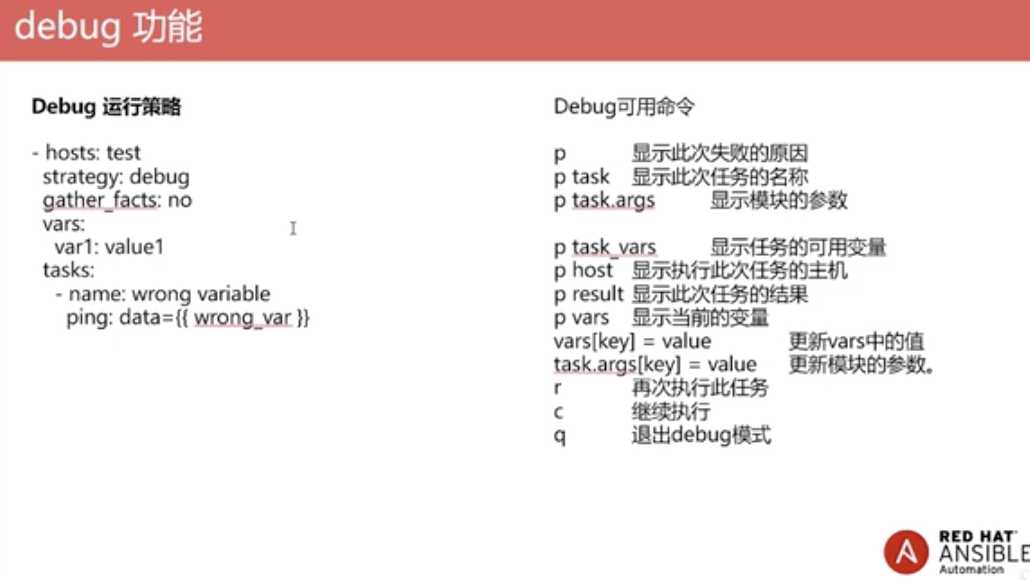 debug 功能
Debug 运行策略
- hosts: test
strategy: debug
gather_facts: no
vars:
var1: value1
tasks:
- name: wrong variable
ping: data={{ wrong_var }}
Debug可用命令
p 显示此次失败的原因
p task 显示此次任务的名称
p task.args 显示模块的参数
p task_vars 显示任务的可用变量
p host 显示执行此次任务的主机
p result 显示此次任务的结果
p vars 显示当前的变量
vars[key] = value 更新vars中的值
task.args[key] = value 更新模块的参数。
r 再次执行此任务
c 继续执行
q 退出debug模式
RED HAT
ANSIBLE
Automation